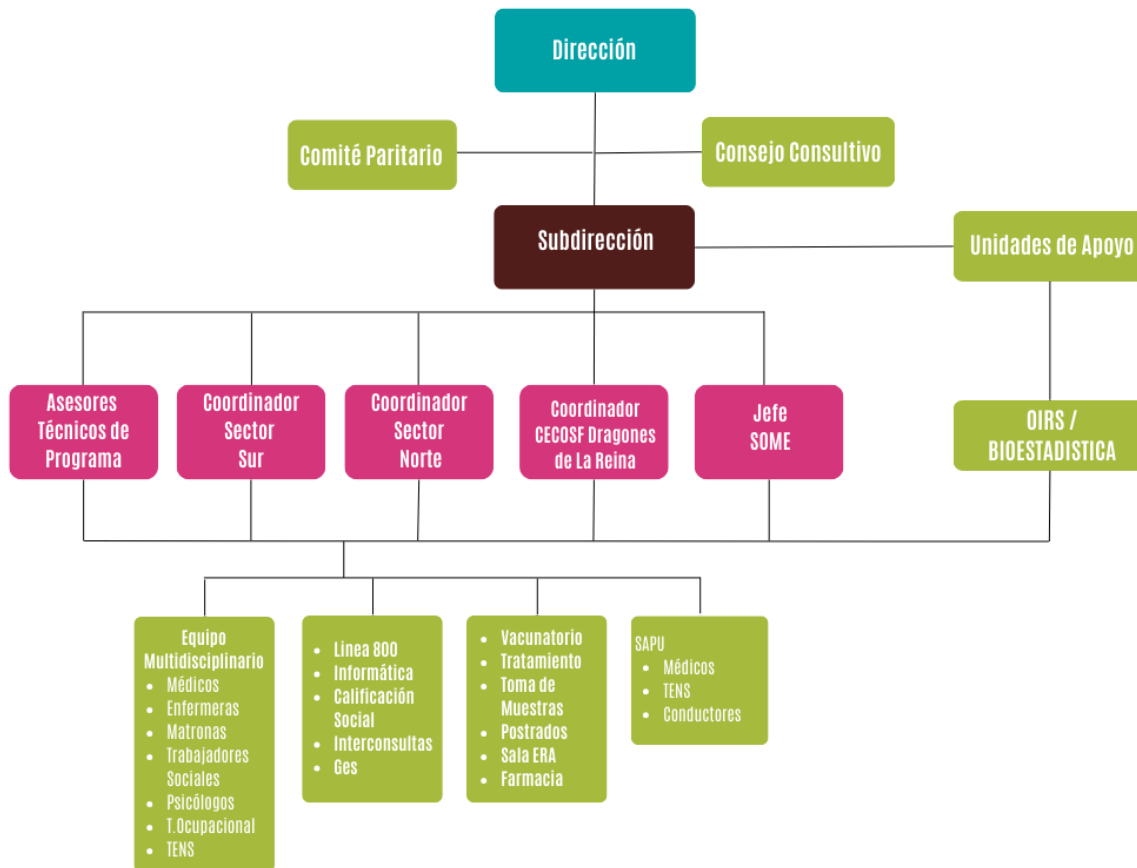 Dirección
Comité Paritario
Consejo Consultivo
Subdirección
Unidades de Apoyo
Asesores
Técnicos de
Programa
Coordinador
Sector
Sur
Coordinador
Sector
Norte
Coordinador
CECOSF Dragones
de La Reina
Jefe
SOME
OIRS /
BIOESTADISTICA
Equipo
Multidisciplinario
• Médicos
• Enfermeras
• Matronas
• Trabajadores
Sociales
• Psicólogos
• T.Ocupacional
• TENS
• Linea 800
• Informática
• Calificación
Social
• Interconsultas
• Ges
• Vacunatorio
• Tratamiento
• Toma de
Muestras
• Postrados
• Sala ERA
• Farmacia
SAPU
• Médicos
• TENS
• Conductores